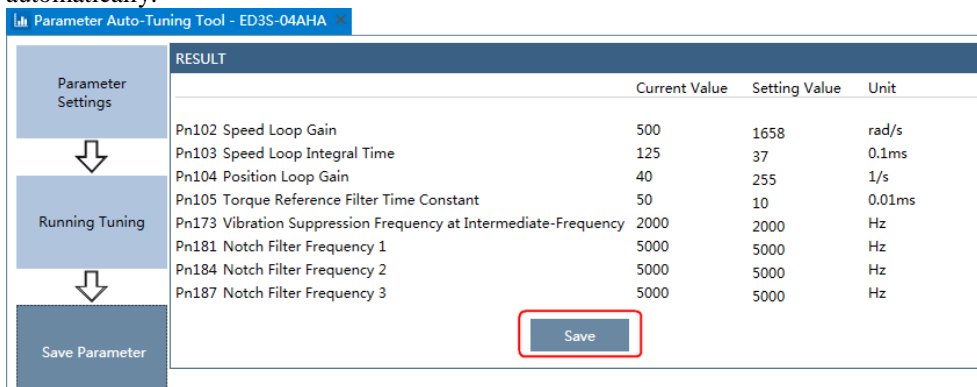 automatically.
Parameter Auto-Tuning Tool - ED3S-04AHA ×
Parameter
Settings
Running Tuning
Save Parameter
RESULT
Current Value Setting Value Unit
Pn102 Speed Loop Gain 500 1658 rad/s
Pn103 Speed Loop Integral Time 125 37 0.1ms
Pn104 Position Loop Gain 40 255 1/s
Pn105 Torque Reference Filter Time Constant 50 10 0.01ms
Pn173 Vibration Suppression Frequency at Intermediate-Frequency 2000 2000 Hz
Pn181 Notch Filter Frequency 1 5000 5000 Hz
Pn184 Notch Filter Frequency 2 5000 5000 Hz
Pn187 Notch Filter Frequency 3 5000 5000 Hz
Save